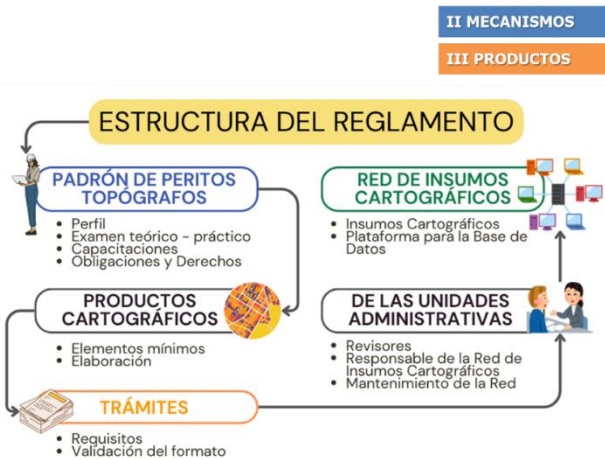 II MECANISMOS
III PRODUCTOS
ESTRUCTURA DEL REGLAMENTO
PADRÓN DE PERITOS
TOPÓGRAFOS
• Perfil
• Examen teórico - práctico
• Capacitaciones
• Obligaciones y Derechos
RED DE INSUMOS
CARTOGRÁFICOS
• Insumos Cartográficos
• Plataforma para la Base de
Datos
PRODUCTOS
CARTOGRÁFICOS
• Elementos mínimos
• Elaboración
DE LAS UNIDADES
ADMINISTRATIVAS
• Revisores
• Responsable de la Red de
Insumos Cartográficos
• Mantenimiento de la Red
TRÁMITES
• Requisitos
• Validación del formato